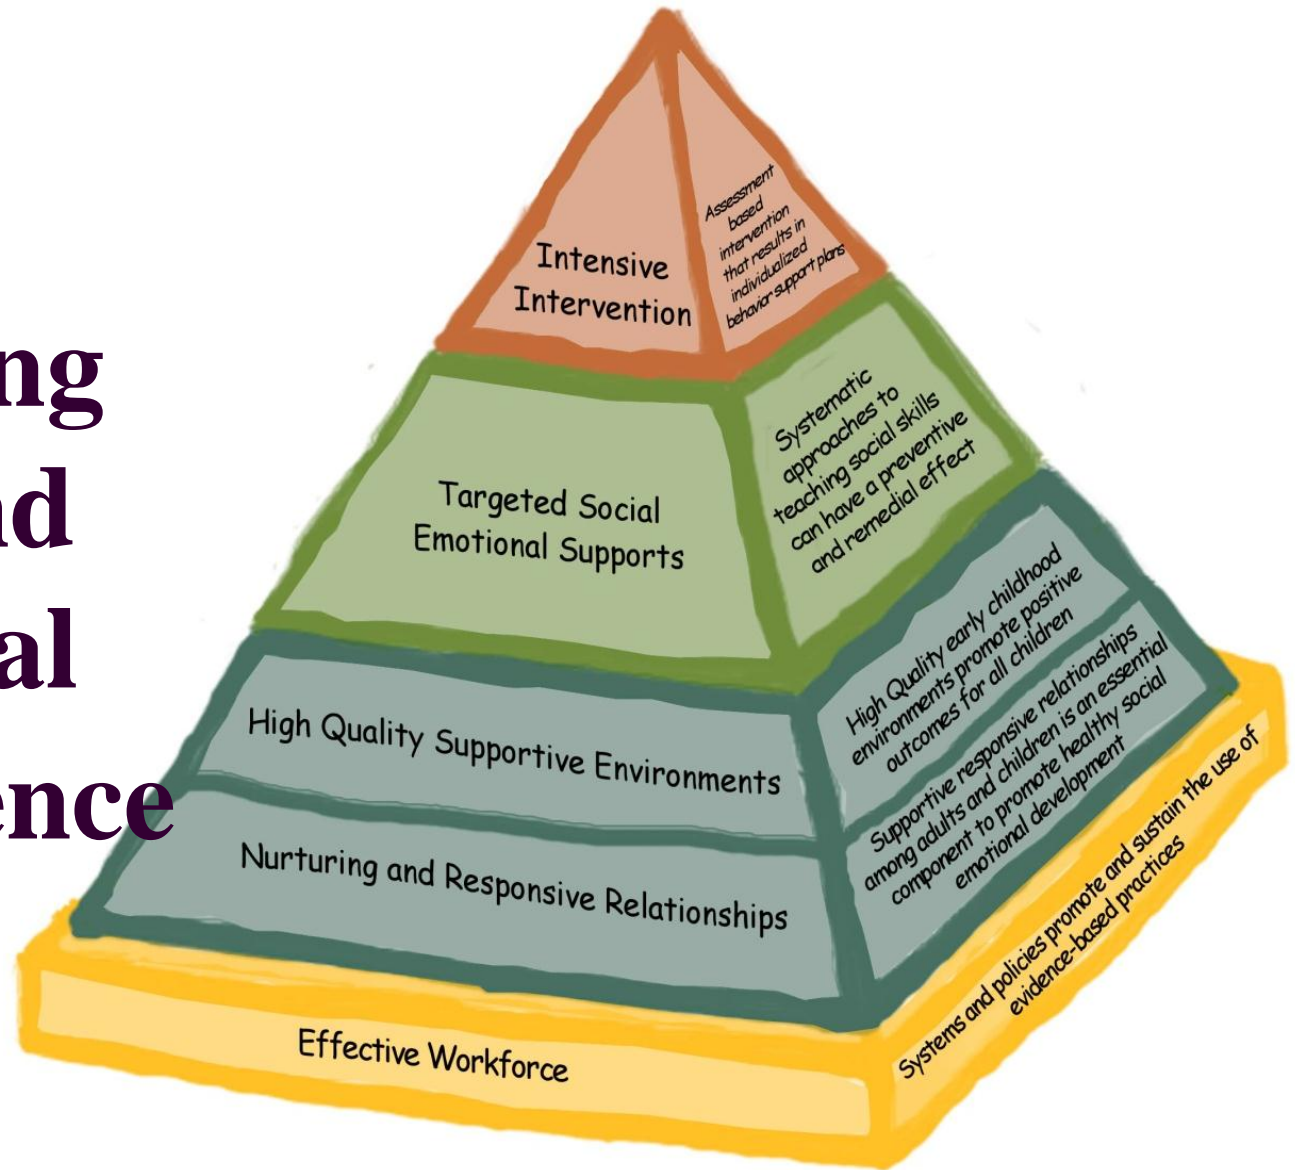 ng
nd
al
ence
Intensive
Intervention
Assessment
based
intervention
that results in
individualized
behavior support plans
Targeted Social
Emotional Supports
Systematic
approaches to
teaching social skills
can have a preventive
and remedial effect
High Quality Supportive Environments
High Quality early childhood
environments promote positive
outcomes for all children
Nurturing and Responsive Relationships
Supportive responsive relationships
among adults and children is an essential
component to promote healthy social
emotional development
Effective Workforce
Systems and policies promote and sustain the use of
evidence-based practices